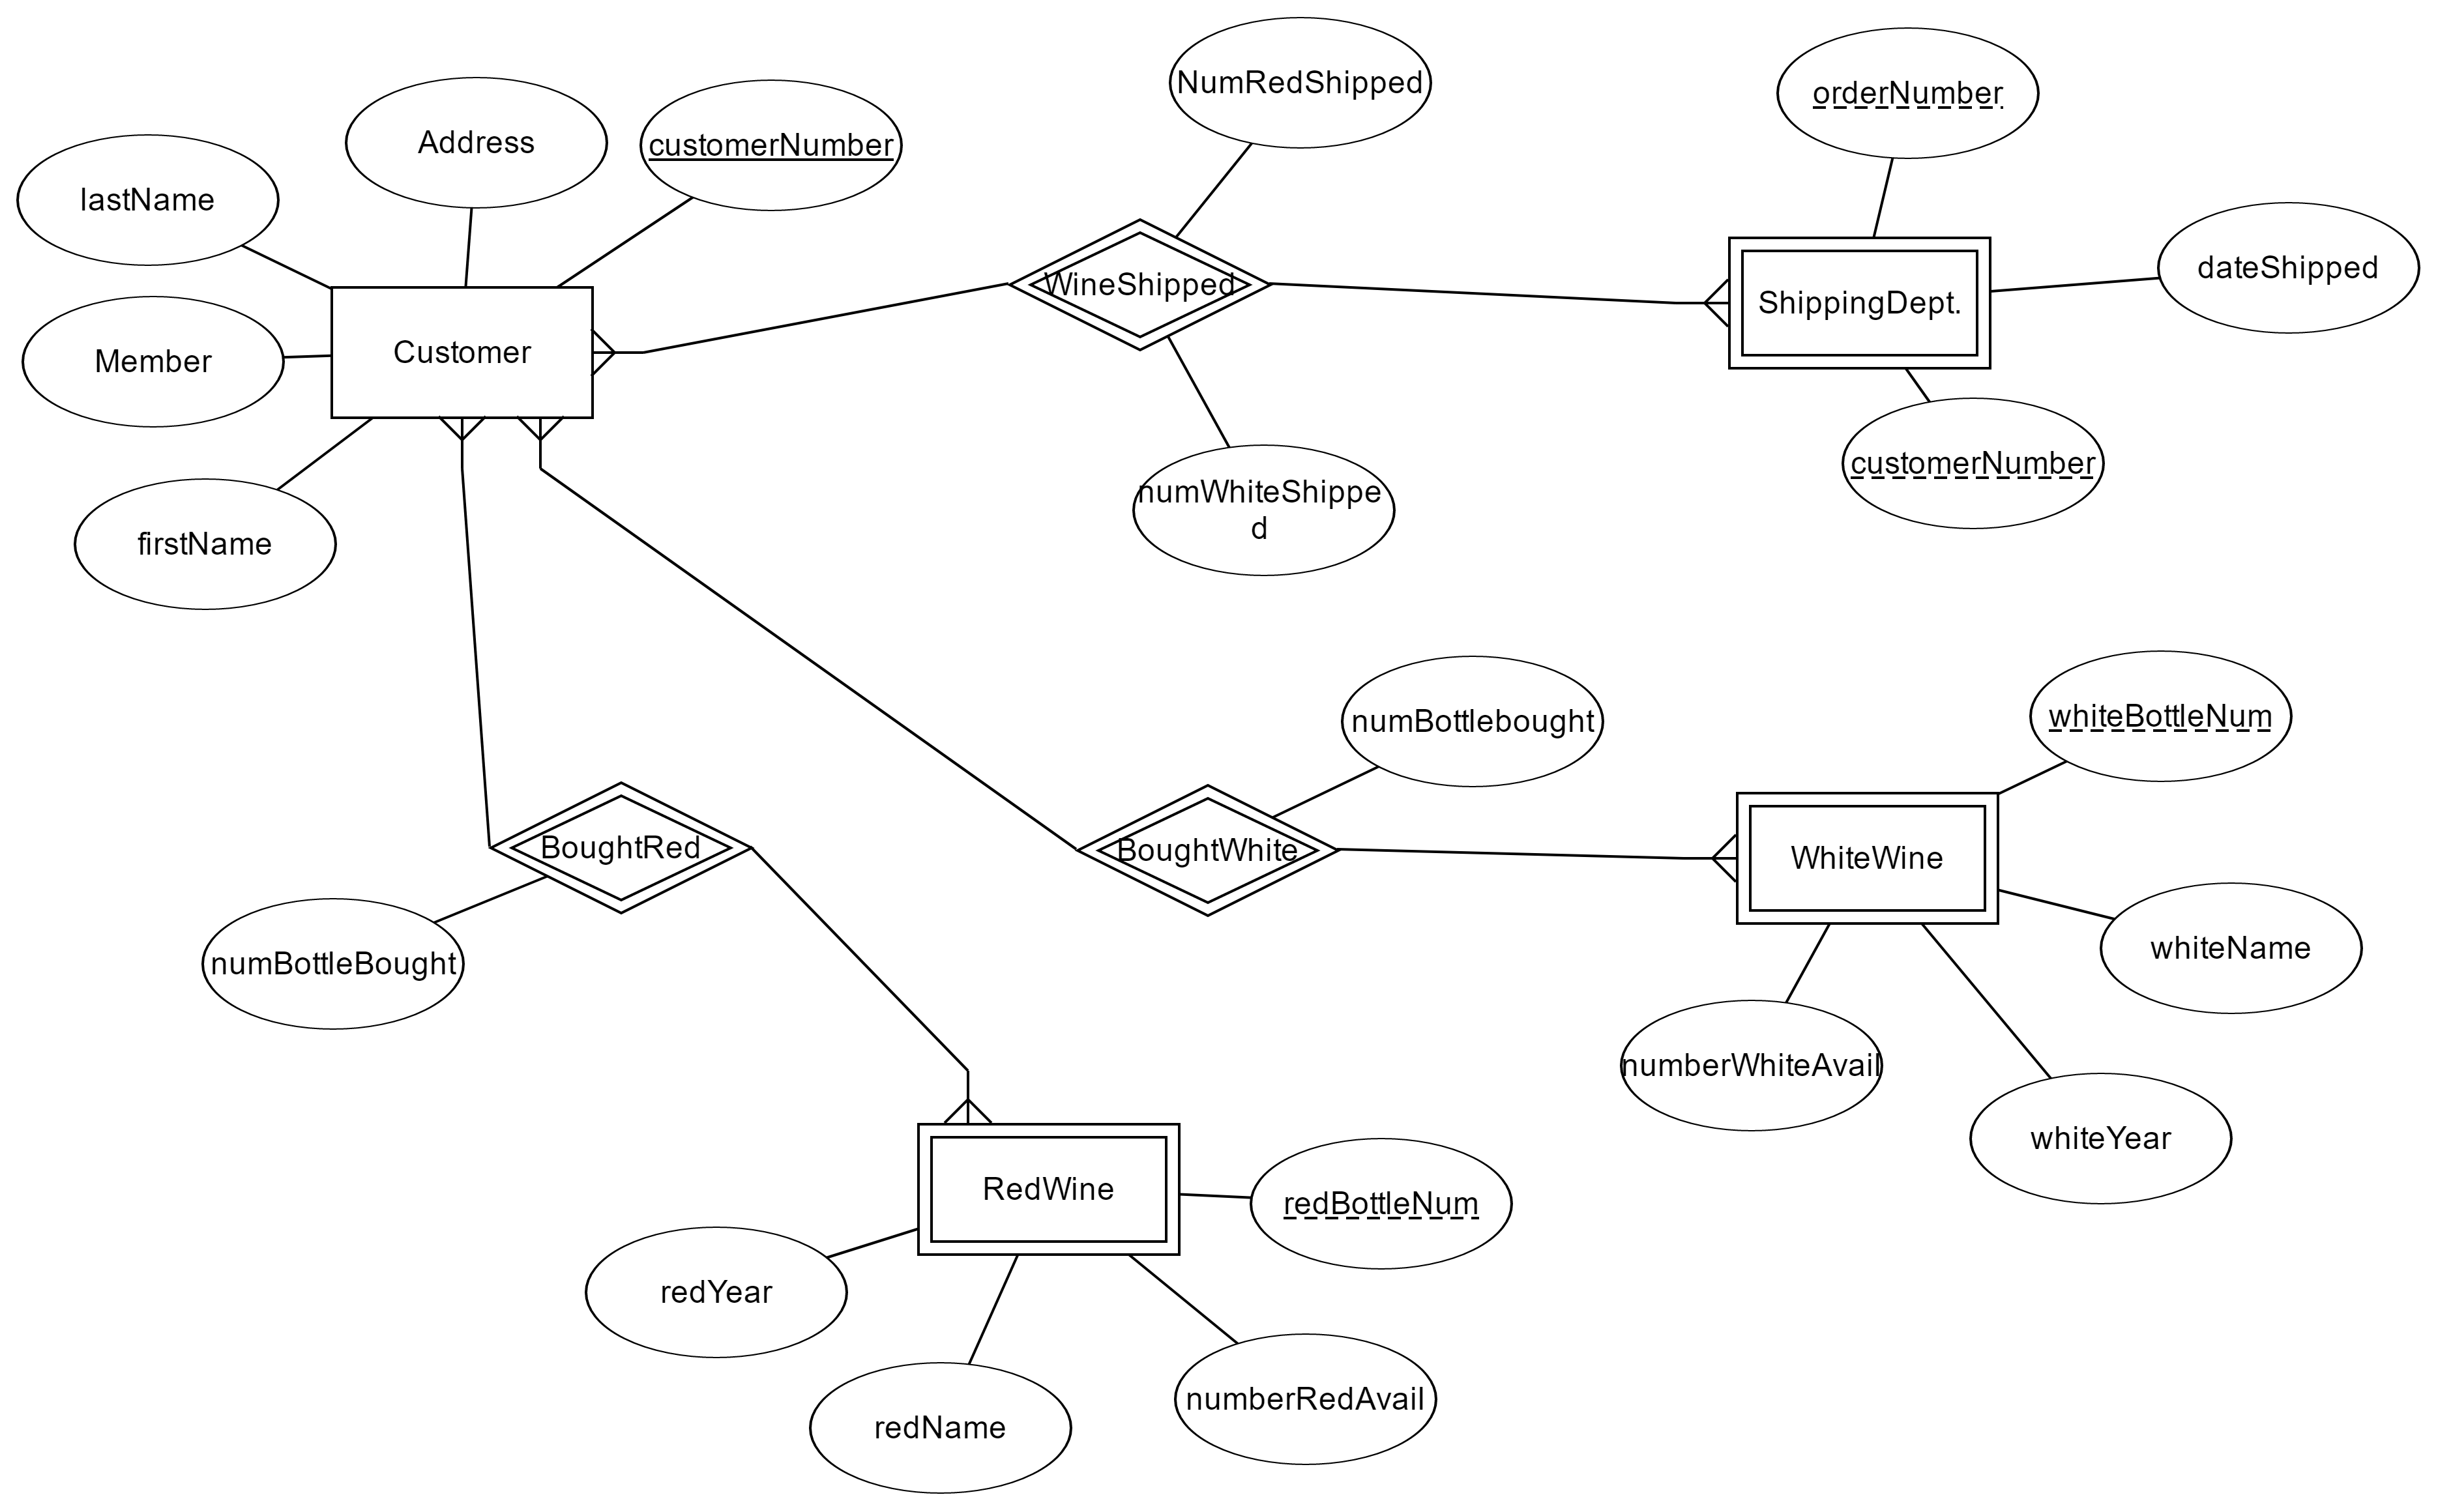 NumRedShipped
orderNumber
Address
customerNumber
lastName
dateShipped
WineShipped
ShippingDept.
Customer
Member
customerNumber
numWhiteShippe
d
firstName
whiteBottleNum
numBottlebought
BoughtRed
BoughtWhite
WhiteWine
whiteName
numBottleBought
numberWhiteAvail
whiteYear
RedWine
redBottleNum
redYear
numberRedAvail
redName